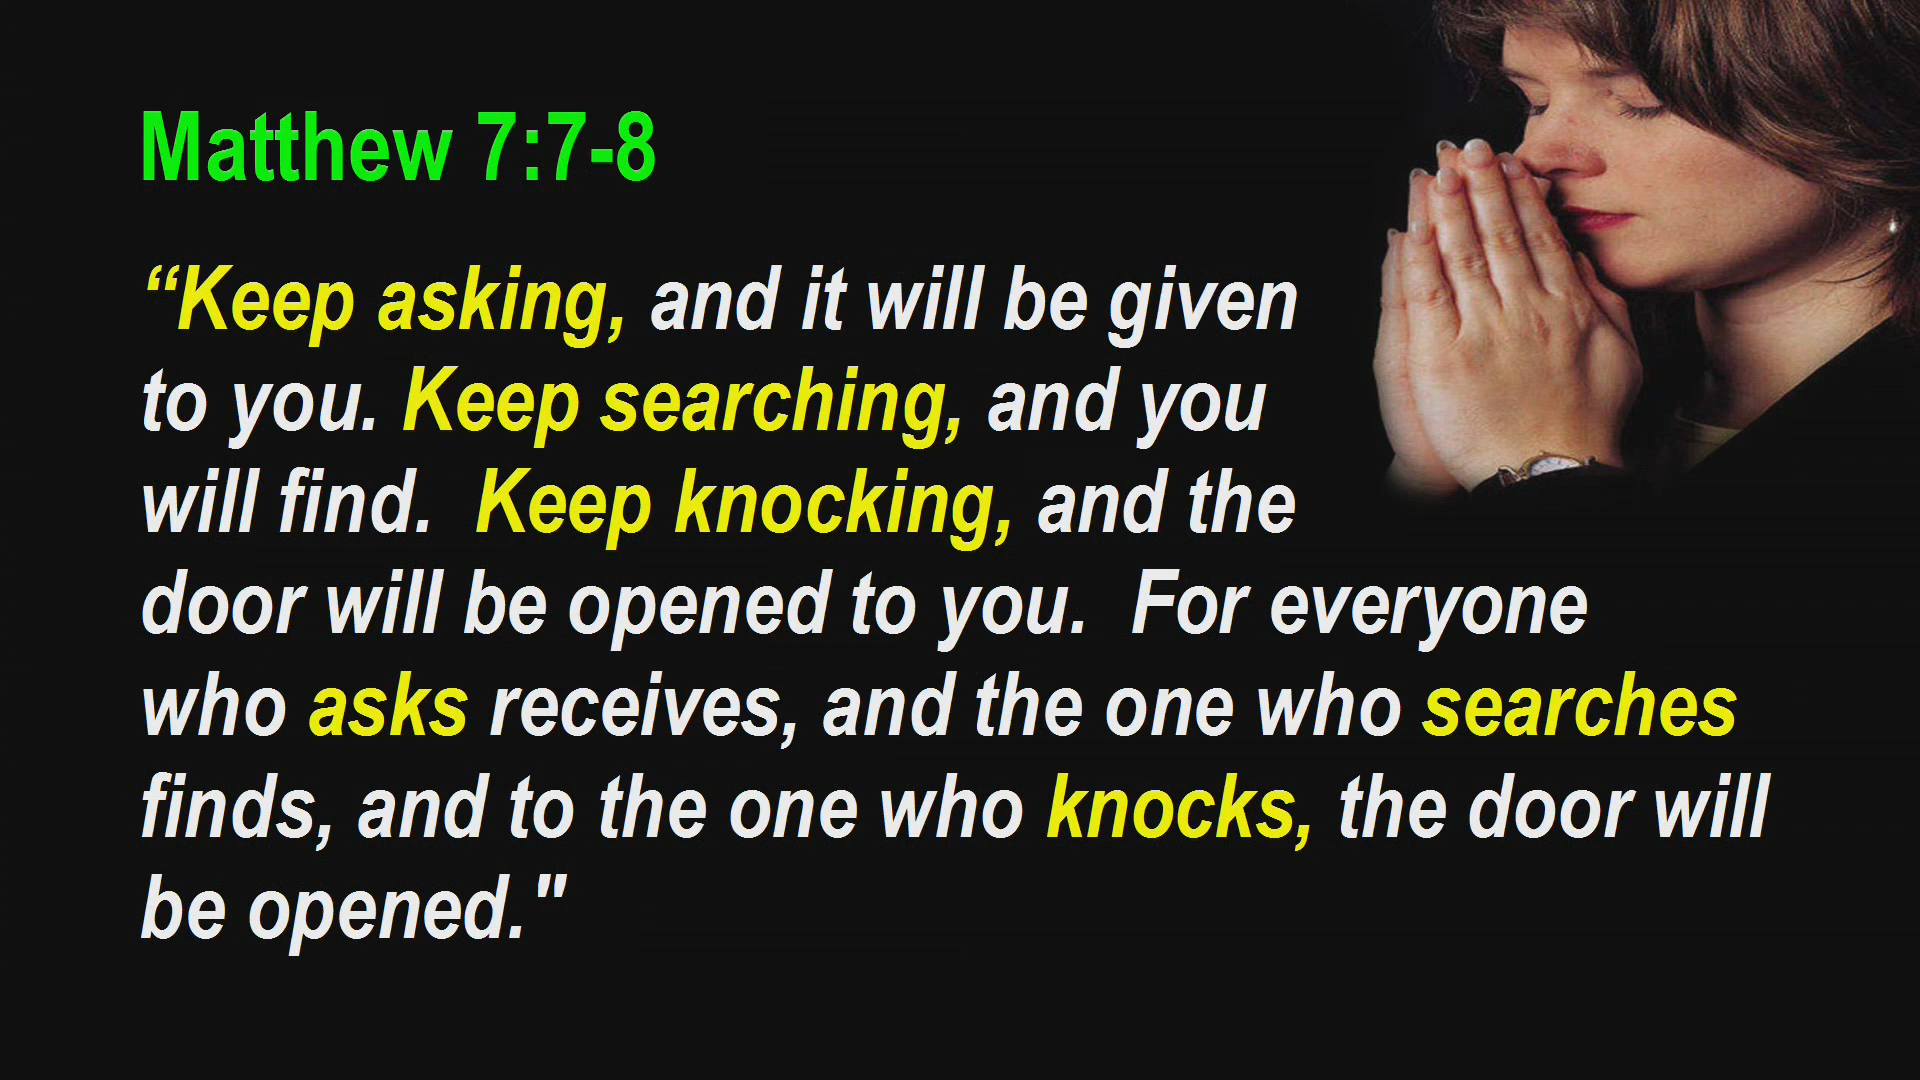 Matthew 7:7-8
“Keep asking, and it will be given
to you. Keep searching, and you
will find.  Keep knocking, and the
door will be opened to you.  For everyone
who asks receives, and the one who searches
finds, and to the one who knocks, the door will
be opened."